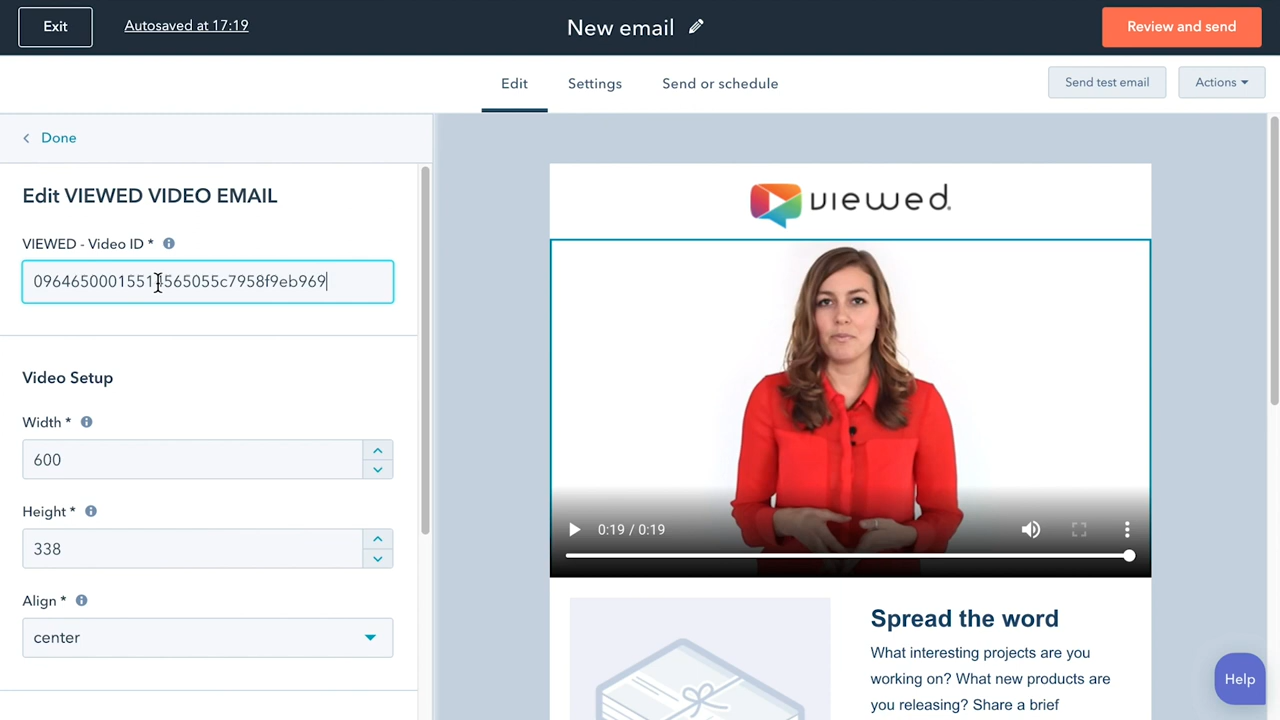 Exit
Autosaved at 17:19
New email
Review and send
Edit
Settings
Send or schedule
Send test email
Actions
Done
Edit VIEWED VIDEO EMAIL
VIEWED - Video ID *
Video Setup
Width *
600
Height *
338
Align *
center
viewed.
0:19 / 0:19
Spread the word
What interesting projects are you
working on? What new products are
you releasing? Share a brief
Help